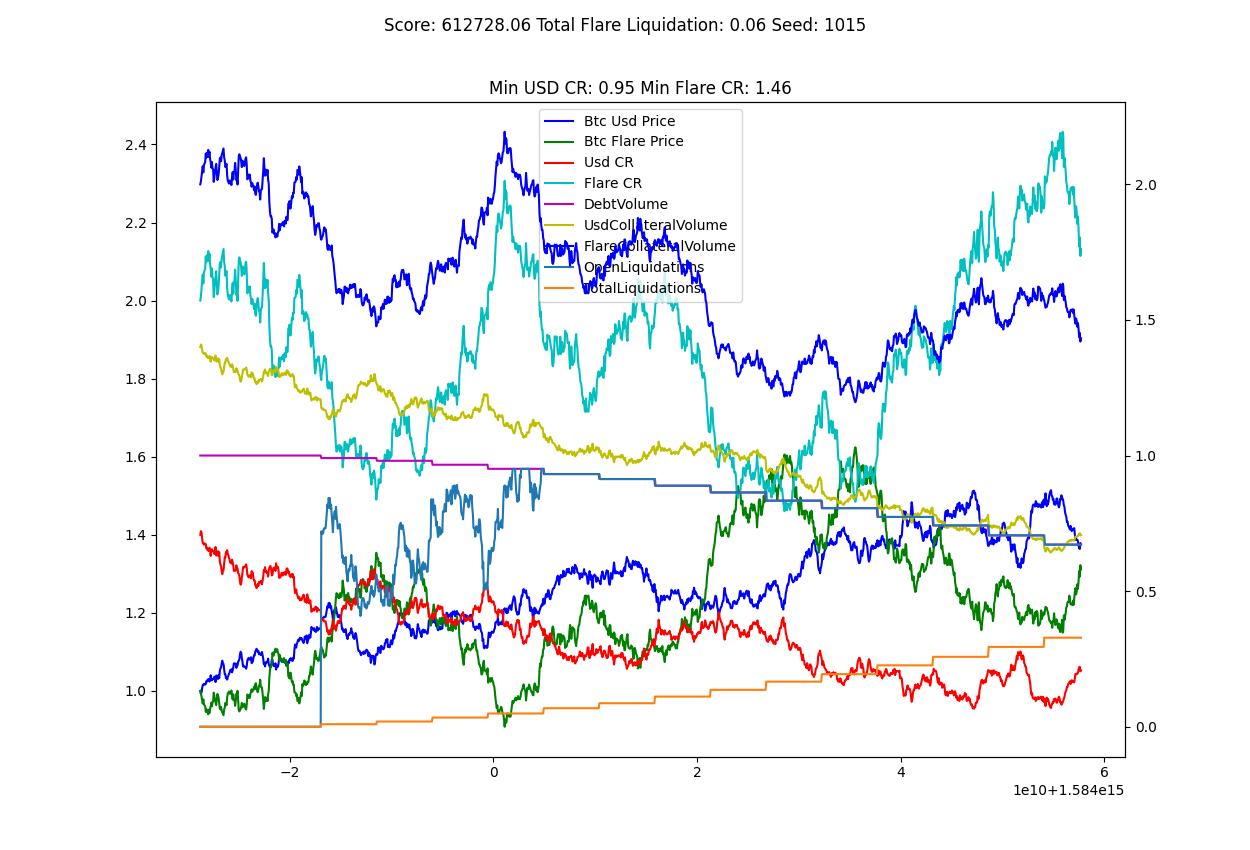 Score: 612728.06 Total Flare Liquidation: 0.06 Seed: 1015
Min USD CR: 0.95 Min Flare CR: 1.46
Btc Usd Price
Btc Flare Price
Usd CR
Flare CR
DebtVolume
UsdCollateralVolume
FlareCollateralVolume
OpenLiquidations
TotalLiquidations
2.4
2.2
2.0
1.8
1.6
1.4
1.2
1.0
2.0
1.5
1.0
0.5
0.0
−2 0 2 4 6
1e10+1.584e15